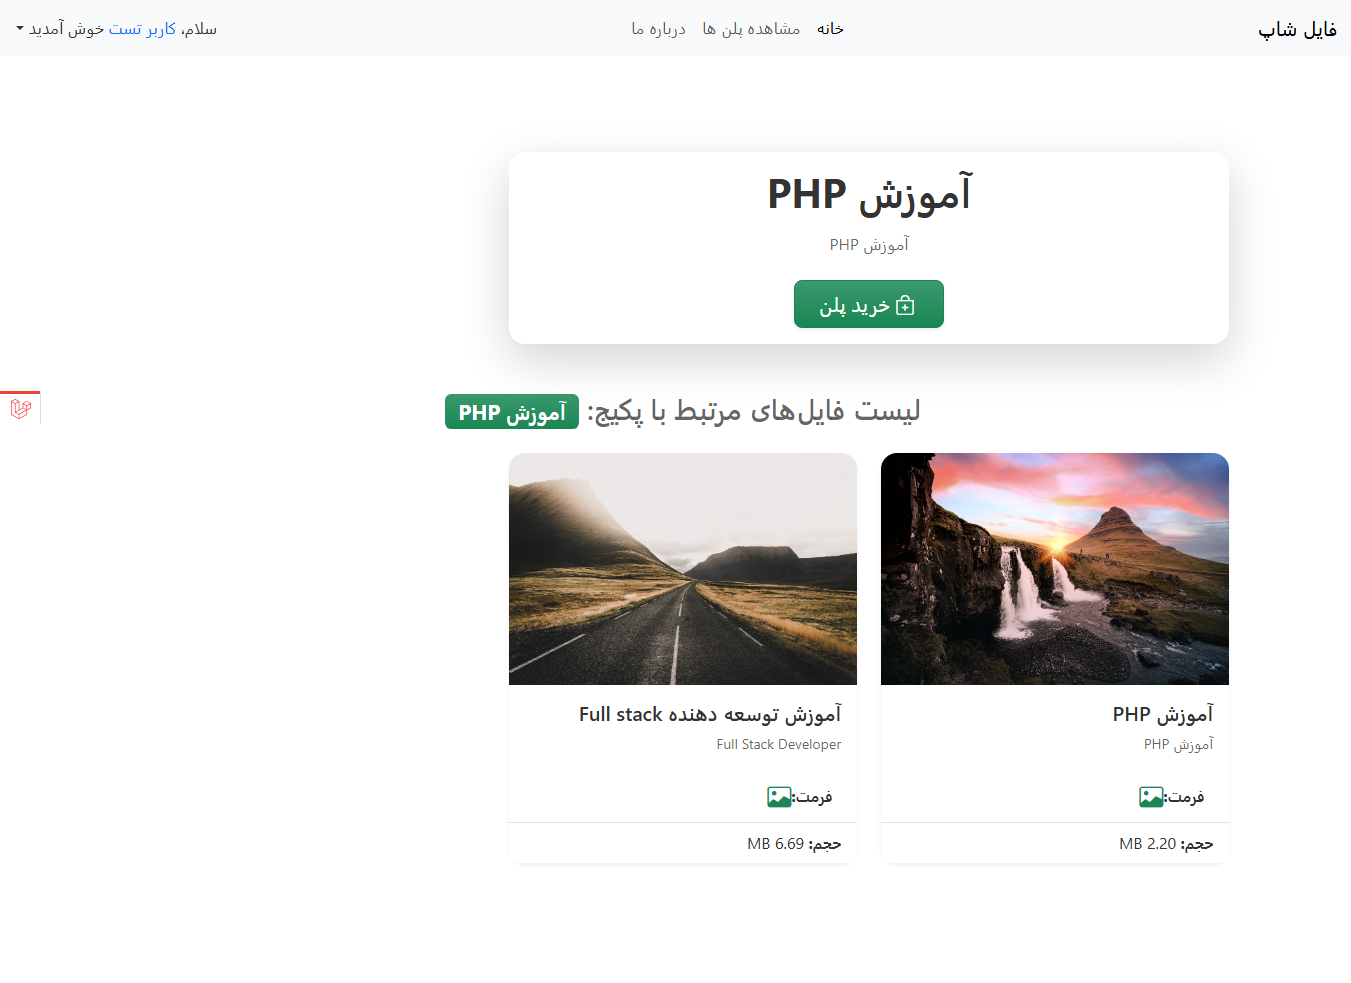 فایل شاپ
خانه مشاهده پلن ها درباره ما
سلام، کاربر تست خوش آمدید
آموزش PHP
آموزش PHP
خرید پلن
لیست فایل‌های مرتبط با پکیج: آموزش PHP
آموزش PHP
آموزش PHP
فرمت:
حجم: 2.20 MB
آموزش توسعه دهنده Full stack
Full Stack Developer
فرمت:
حجم: 6.69 MB